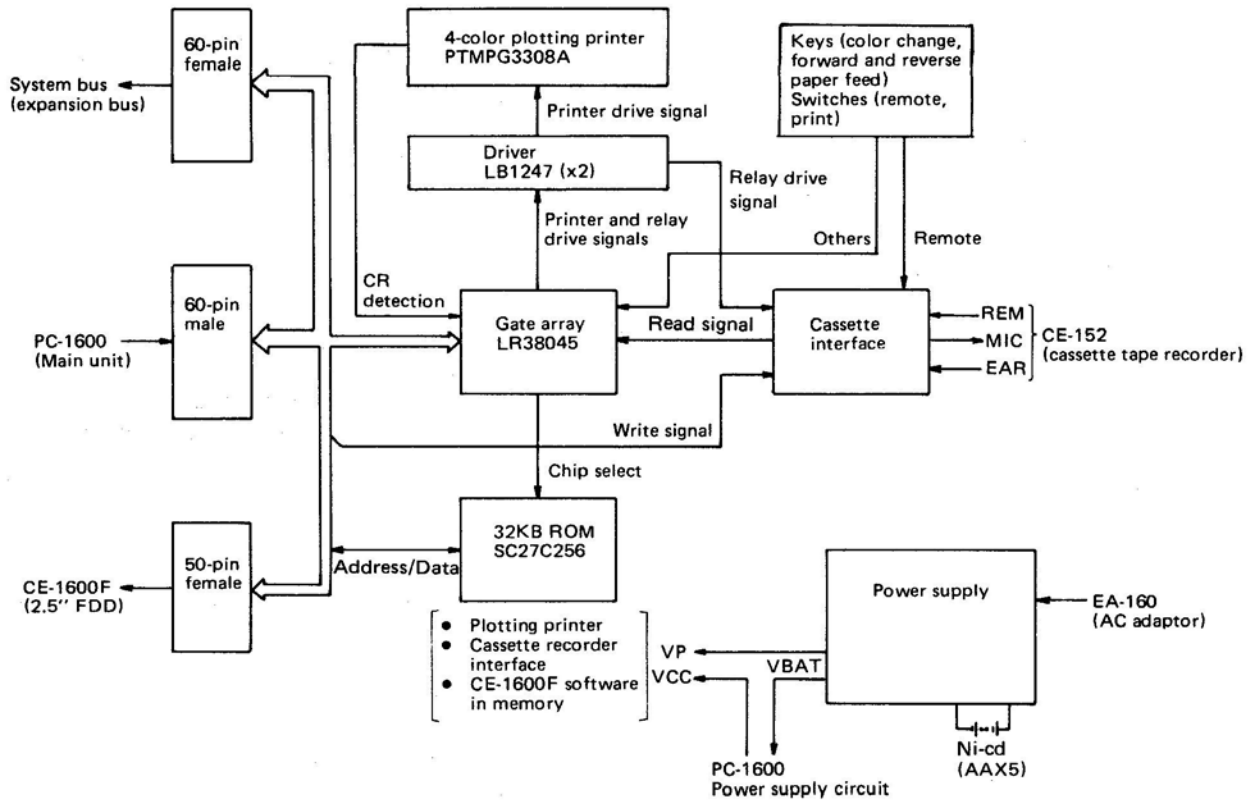 60-pin
female
System bus
(expansion bus)
4-color plotting printer
PTMPG3308A
Keys (color change,
forward and reverse
paper feed)
Switches (remote,
print)
Printer drive signal
Driver
LB1247 (x2)
Relay drive
signal
Printer and relay
drive signals
Others
Remote
CR
detection
60-pin
male
PC-1600
(Main unit)
Gate array
LR38045
Read signal
Cassette
interface
REM
MIC
EAR
CE-152
(cassette tape recorder)
Write signal
Chip select
32KB ROM
SC27C256
Address/Data
50-pin
female
CE-1600F
(2.5'' FDD)
● Plotting printer
● Cassette recorder
interface
● CE-1600F software
in memory
VP
VCC
VBAT
Power supply
EA-160
(AC adaptor)
Ni-cd
(AAX5)
PC-1600
Power supply circuit